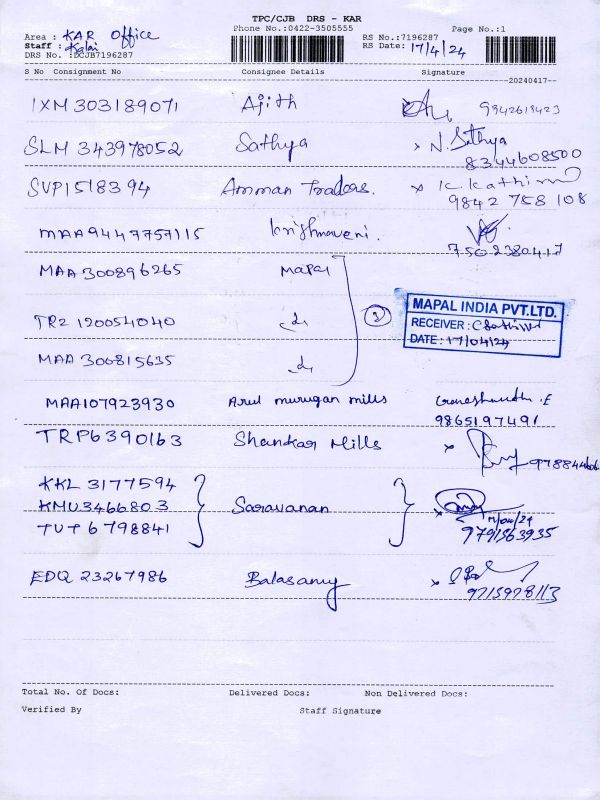 TPC/CJB DRS - KAR
Phone No.:0422-3505555
Page No.:1
Area : KAR Office
RS No.:7196287
Staff : Kalai
RS Date: 17/4/24
DRS No. :DCJB7196287
S No Consignment No Consignee Details Signature
20240417
IXM 303189071 Ajith 9942618423
SLM 343978052 Sathya N. Sathya
8344608500
SVP1518394 Amman Traders. K. Kathir
9842 758 108
MAA9447757115 krishnaveni.
7502380417
MAA 300896265 Mapal
TRZ 1200540040
MAA 300815635
3
MAPAL INDIA PVT.LTD.
RECEIVER :
DATE : 17/04/24
MAA107923930 Arul murugan mills
9865197491
TRP6390163 Shankar Mills
KKL 3177594
KMU3466803 Saravanan
17/04/24
TUT 6798841 9791563935
EDQ 23267986 Balasamy
9715978113
Total No. Of Docs: Delivered Docs: Non Delivered Docs:
Verified By Staff Signature